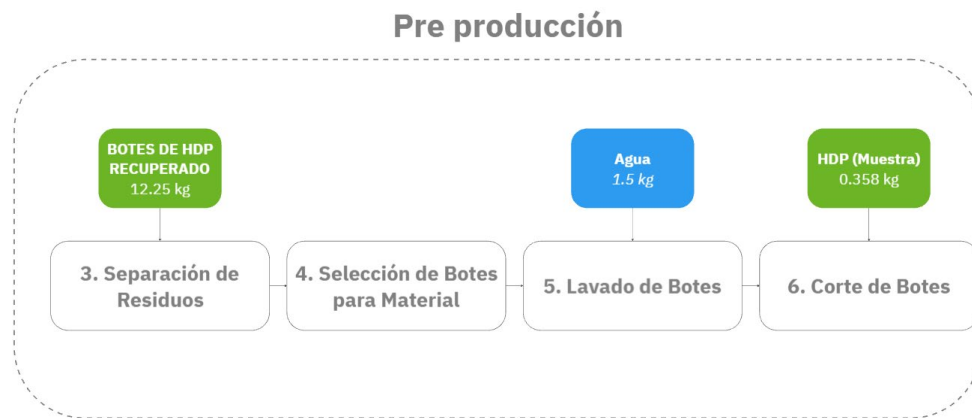 Pre producción
BOTES DE HDP
RECUPERADO
12.25 kg
Agua
1.5 kg
HDP (Muestra)
0.358 kg
3. Separación de
Residuos
4. Selección de Botes
para Material
5. Lavado de Botes
6. Corte de Botes